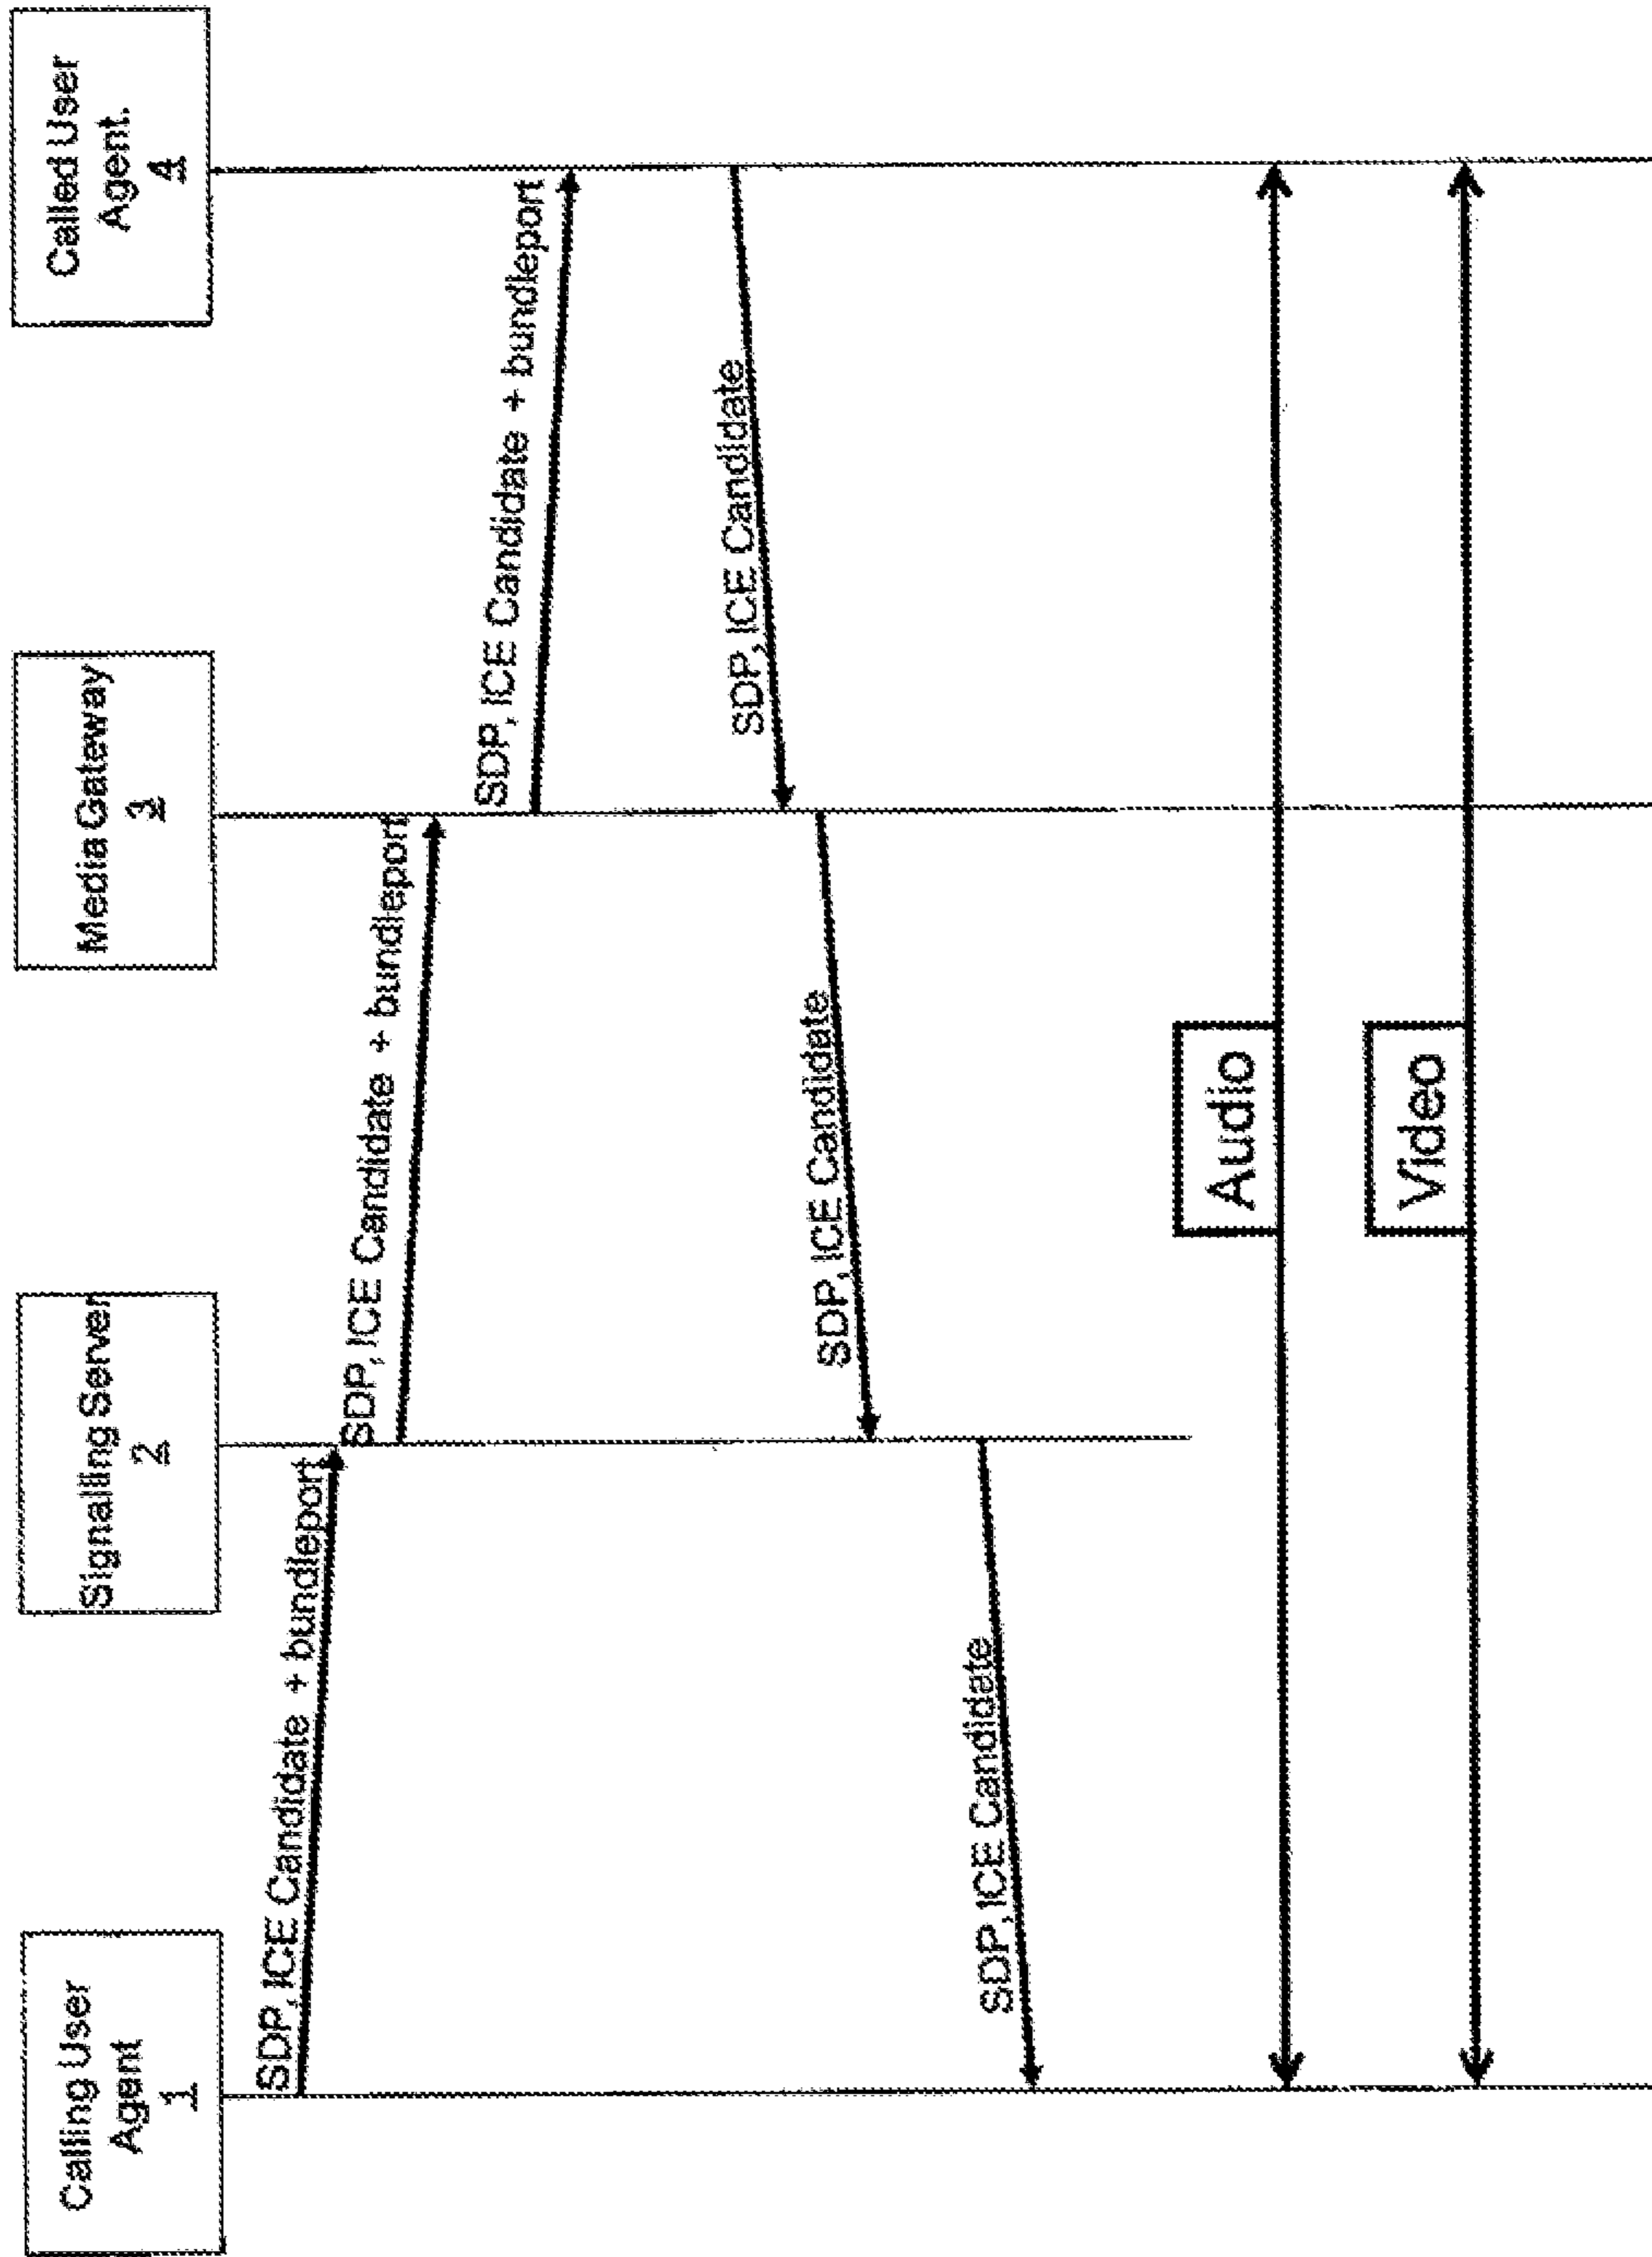 Calling User
Agent
1
Signalling Server
2
Media Gateway
3
Called User
Agent.
4
SDP, ICE Candidate + bundleport
SDP, ICE Candidate + bundleport
SDP, ICE Candidate + bundleport
SDP, ICE Candidate
SDP, ICE Candidate
SDP, ICE Candidate
Audio
Video